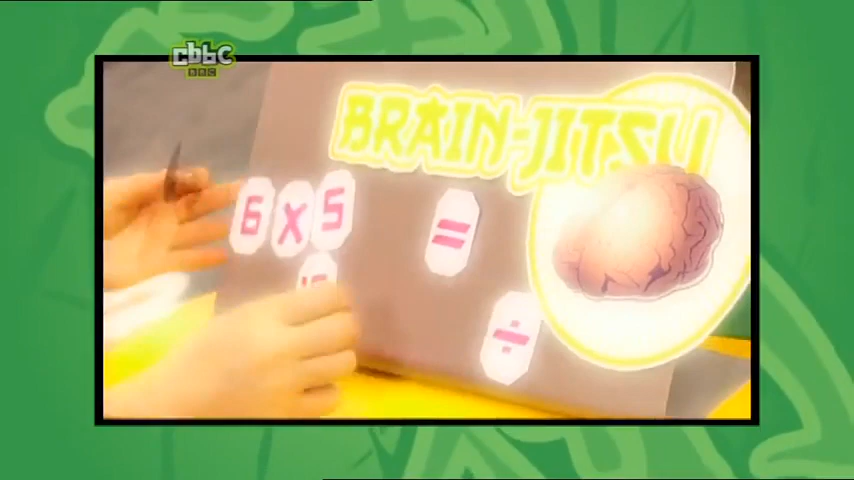 cbbc
BBC
BRAIN-JITSU
6 x 5 =
÷